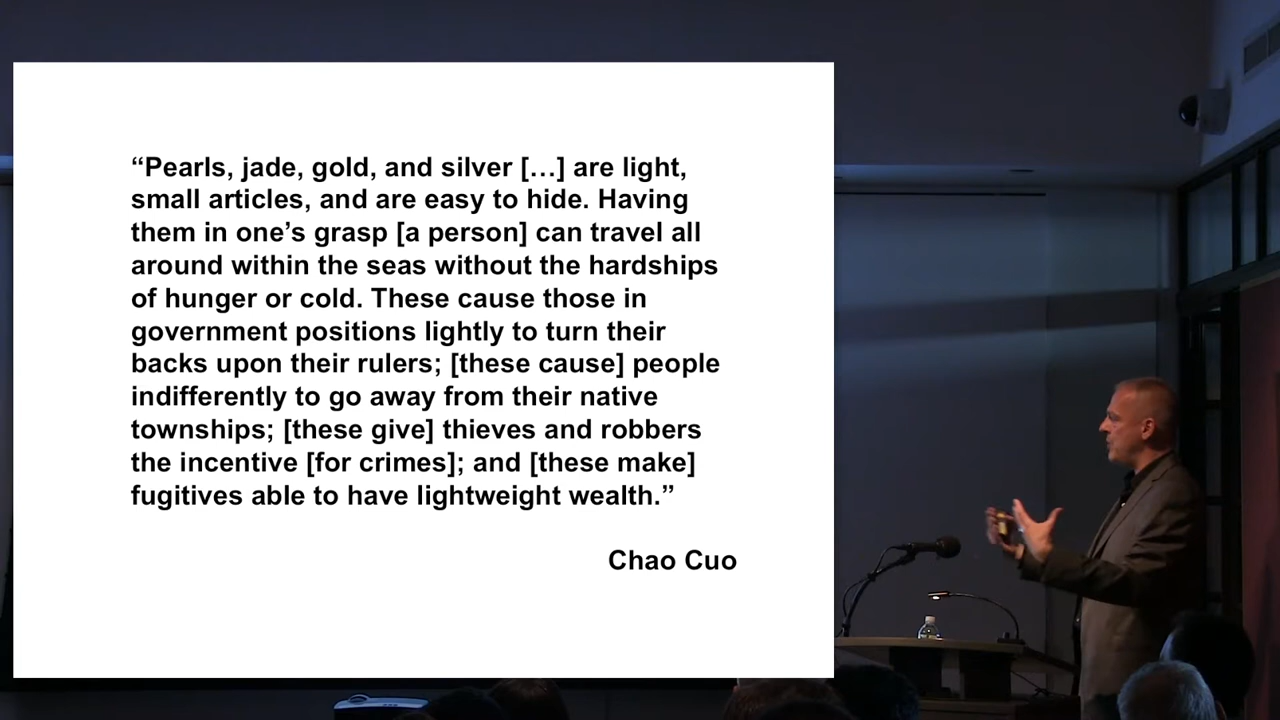 “Pearls, jade, gold, and silver […] are light,
small articles, and are easy to hide. Having
them in one’s grasp [a person] can travel all
around within the seas without the hardships
of hunger or cold. These cause those in
government positions lightly to turn their
backs upon their rulers; [these cause] people
indifferently to go away from their native
townships; [these give] thieves and robbers
the incentive [for crimes]; and [these make]
fugitives able to have lightweight wealth.”
Chao Cuo